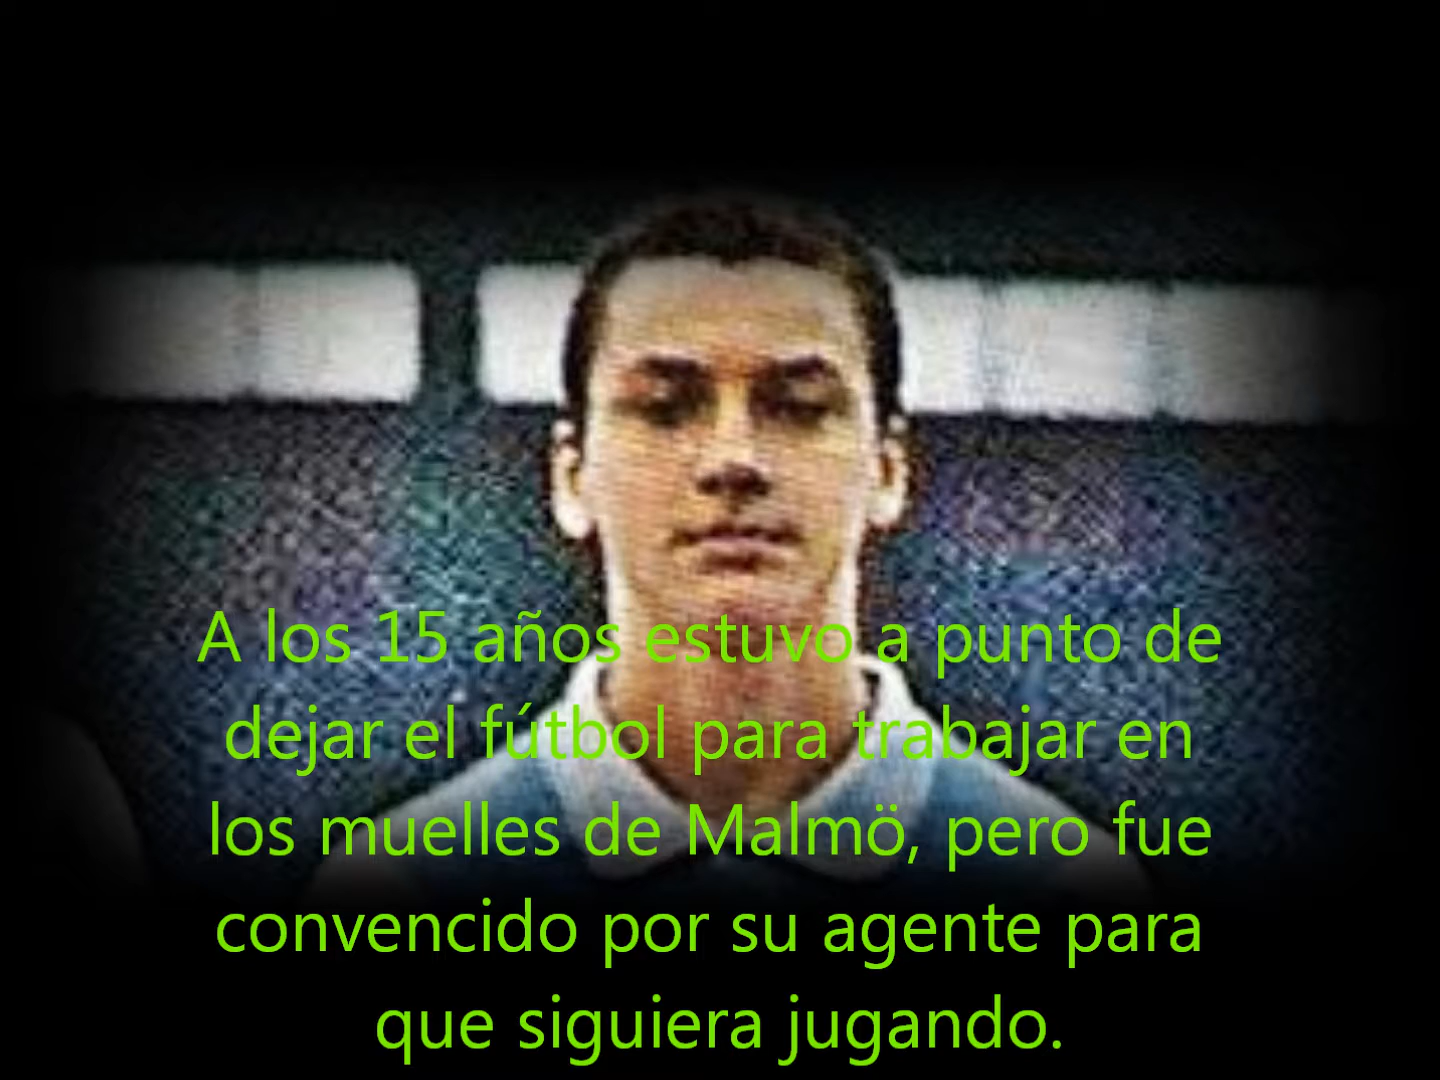 A los 15 años estuvo a punto de
dejar el fútbol para trabajar en
los muelles de Malmö, pero fue
convencido por su agente para
que siguiera jugando.